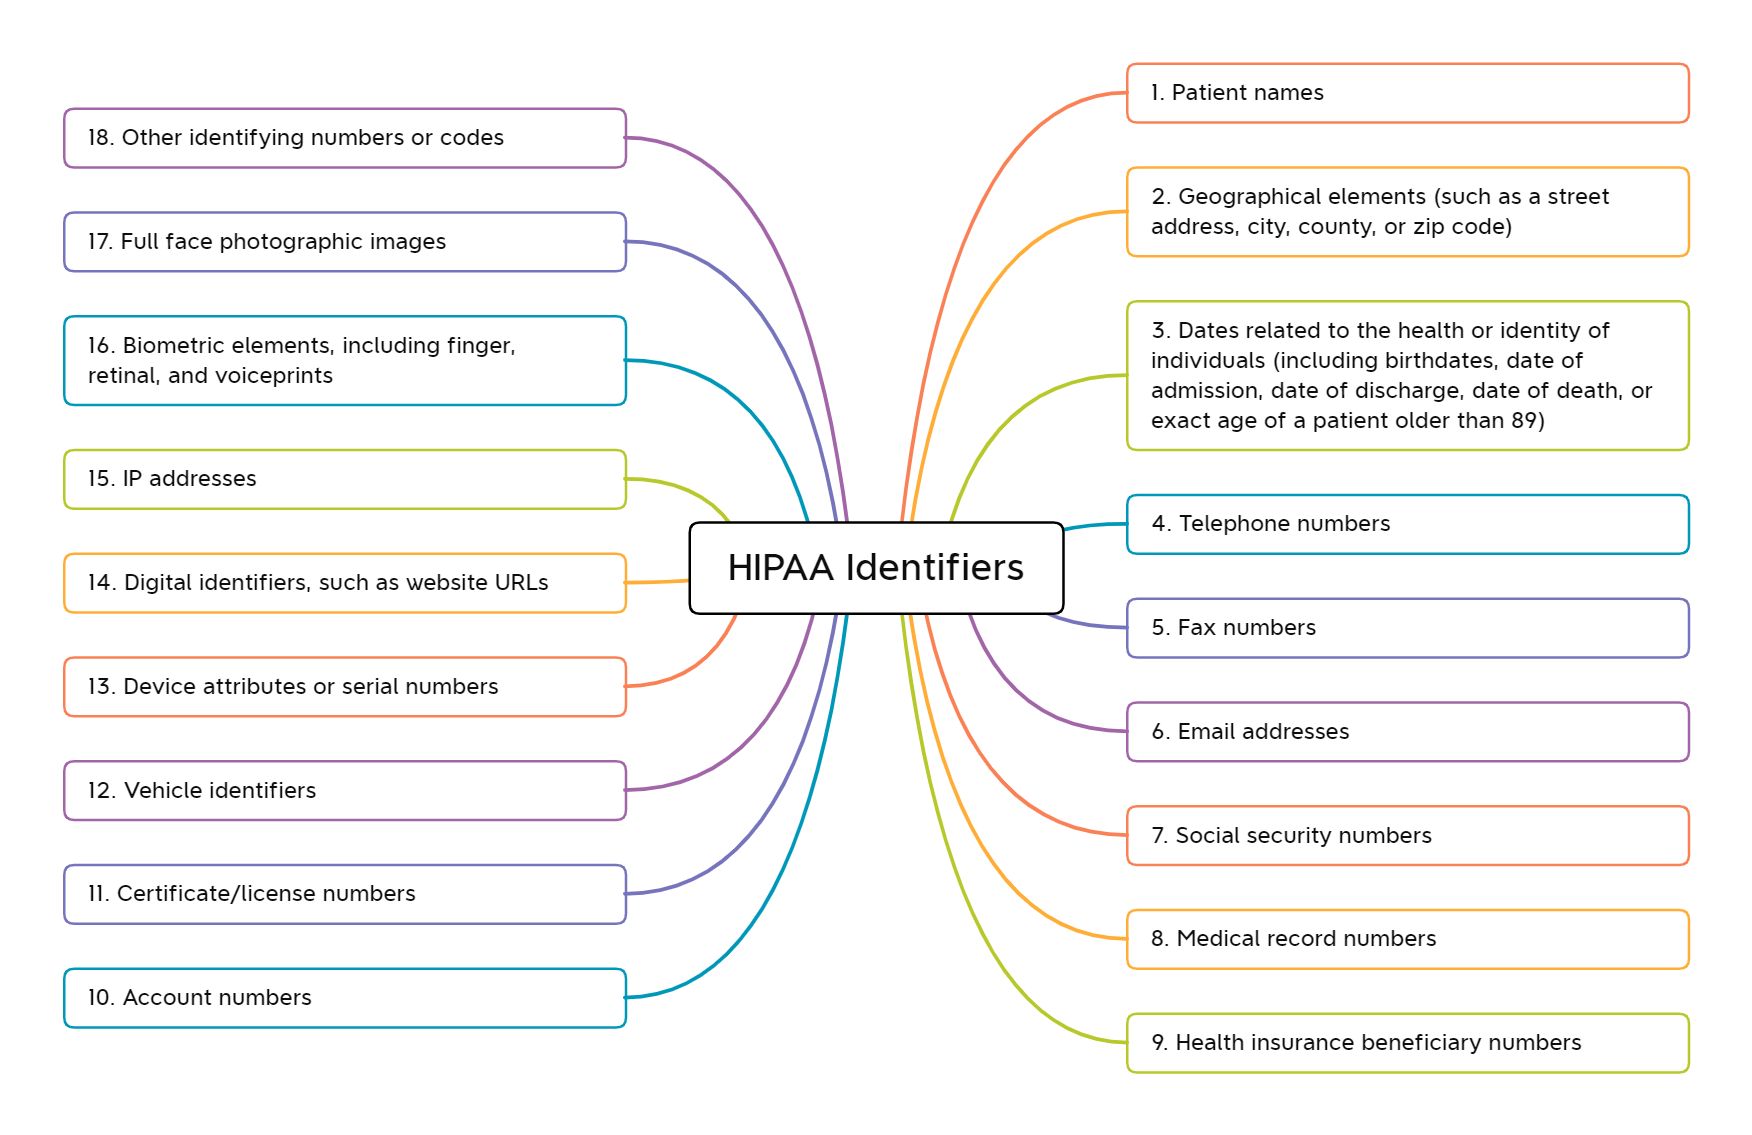 HIPAA Identifiers
1. Patient names
2. Geographical elements (such as a street
address, city, county, or zip code)
3. Dates related to the health or identity of
individuals (including birthdates, date of
admission, date of discharge, date of death, or
exact age of a patient older than 89)
4. Telephone numbers
5. Fax numbers
6. Email addresses
7. Social security numbers
8. Medical record numbers
9. Health insurance beneficiary numbers
10. Account numbers
11. Certificate/license numbers
12. Vehicle identifiers
13. Device attributes or serial numbers
14. Digital identifiers, such as website URLs
15. IP addresses
16. Biometric elements, including finger,
retinal, and voiceprints
17. Full face photographic images
18. Other identifying numbers or codes